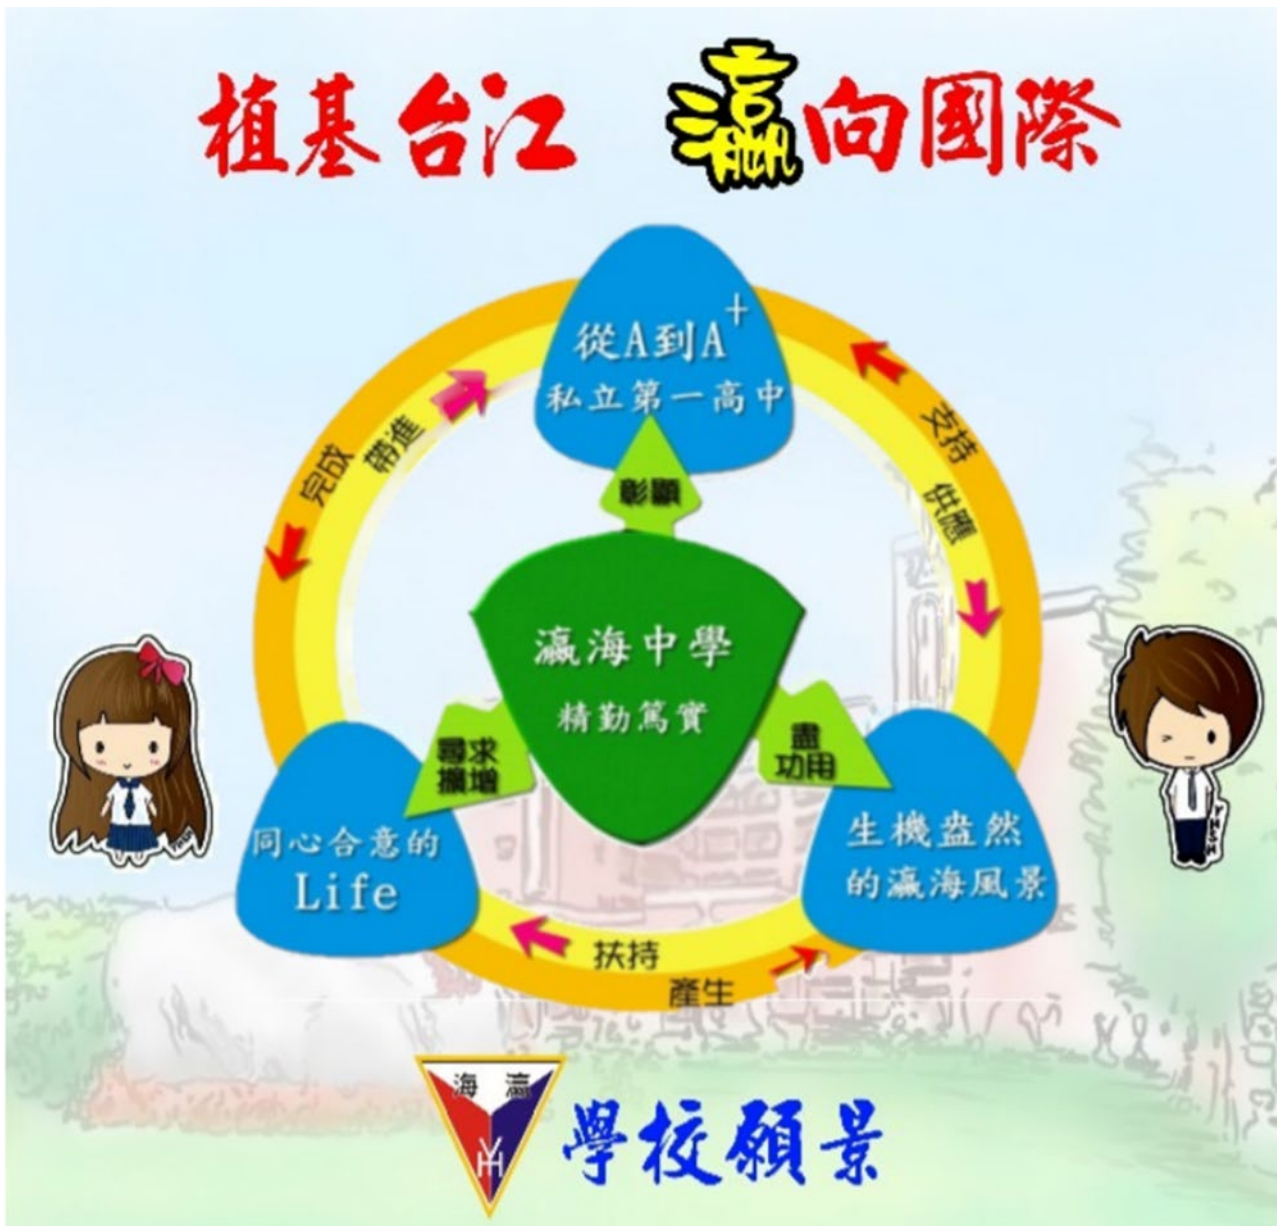 植基台江 瀛向國際
從A到A+
私立第一高中
完成
帶進
支持
供應
彰顯
瀛海中學
精勤篤實
尋求
擴增
盡
功用
同心合意的
Life
生機盎然
的瀛海風景
扶持
產生
海 瀛
YH
學校願景